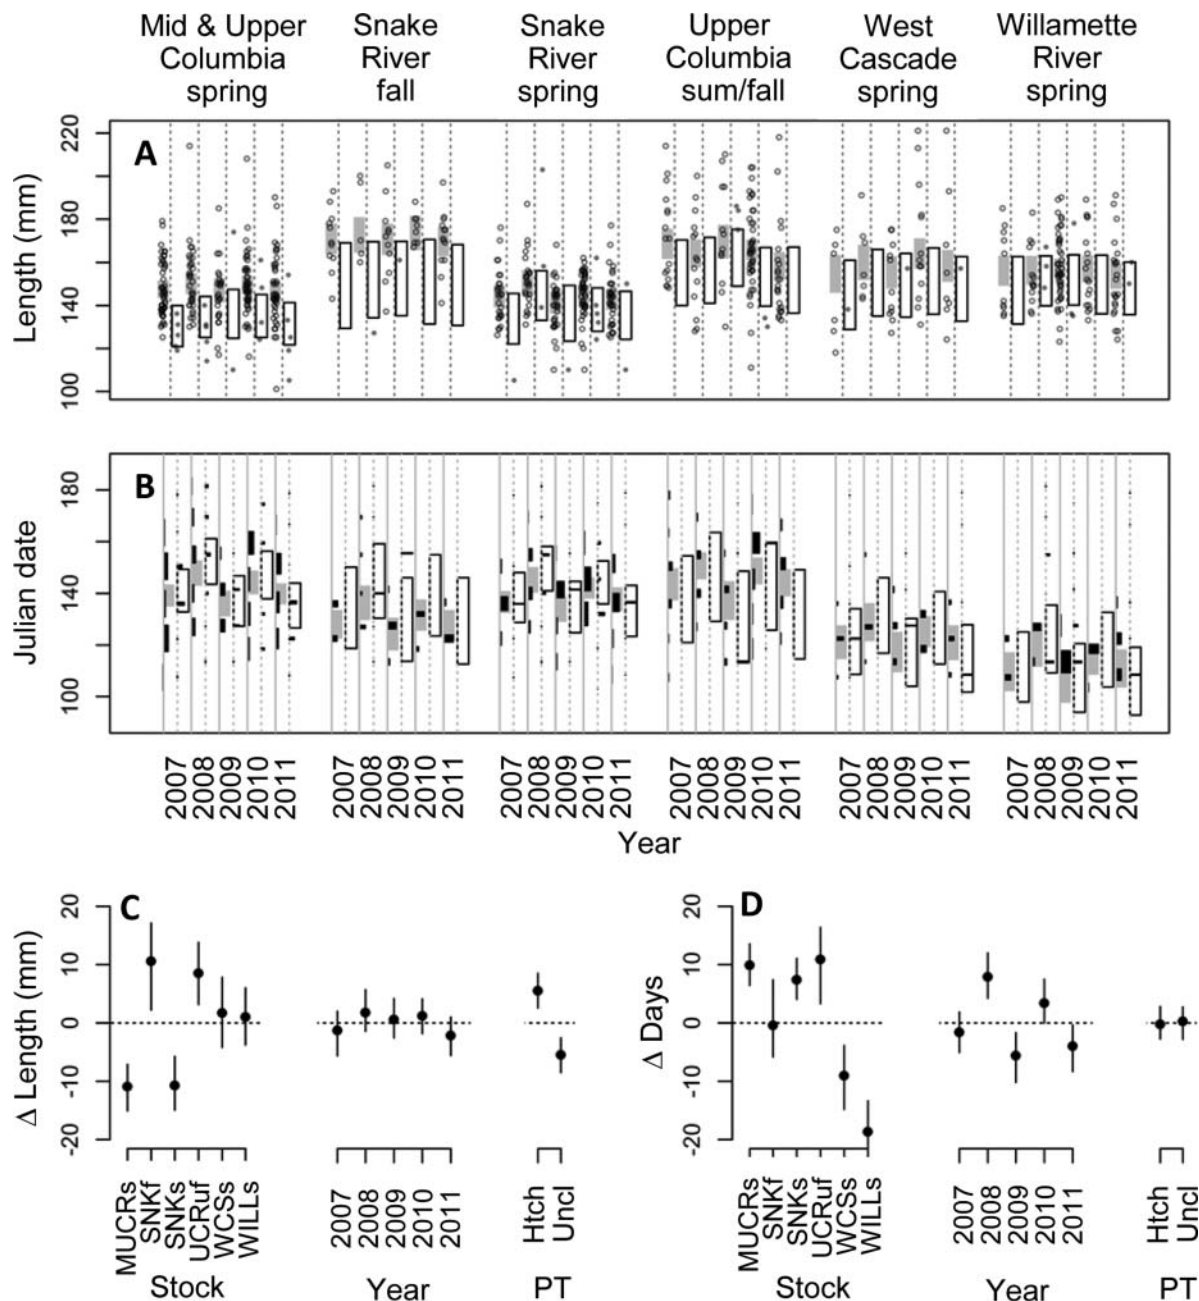 Mid & Upper Snake Snake Upper West Willamette
Columbia River River Columbia Cascade River
spring fall spring sum/fall spring spring
A
Length (mm)
220
180
140
100
B
Julian date
180
140
100
2007 2008 2009 2010 2011 2007 2008 2009 2010 2011 2007 2008 2009 2010 2011 2007 2008 2009 2010 2011 2007 2008 2009 2010 2011 2007 2008 2009 2010 2011
Year
C
Δ Length (mm)
20
10
0
-10
-20
MUCRs SNKf SNKs UCRuf WCSs WILLs 2007 2008 2009 2010 2011 Htch Uncl
Stock Year PT
D
Δ Days
20
10
0
-10
-20
MUCRs SNKf SNKs UCRuf WCSs WILLs 2007 2008 2009 2010 2011 Htch Uncl
Stock Year PT